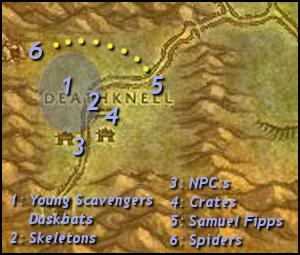 6
1
DEATHKNELL
2
5
4
3
1: Young Scavengers
Duskbats
2: Skeletons
3: NPC's
4: Crates
5: Samuel Fipps
6: Spiders